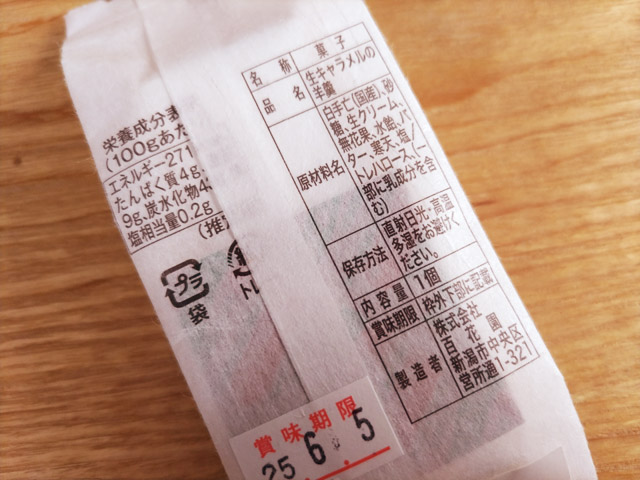 栄養成分表
(100gあた
エネルギー271
たんぱく質4g、
9g、炭水化物4
塩相当量0.2g
(推
プラ
袋
トレ
名称 菓子
品名 生キャラメルの
羊羹
原材料名 白手亡(国産)、砂
糖、生クリーム、
無花果、水飴、バ
ター、寒天、塩/
トレハロース、(一
部に乳成分を含
む)
保存方法 直射日光・高温
多湿をお避けく
ださい。
内容量 1個
賞味期限 枠外下部に記載
製造者 株式会社
百花園
新潟市中央区
営所通1-321
賞味期限
25 6. 5